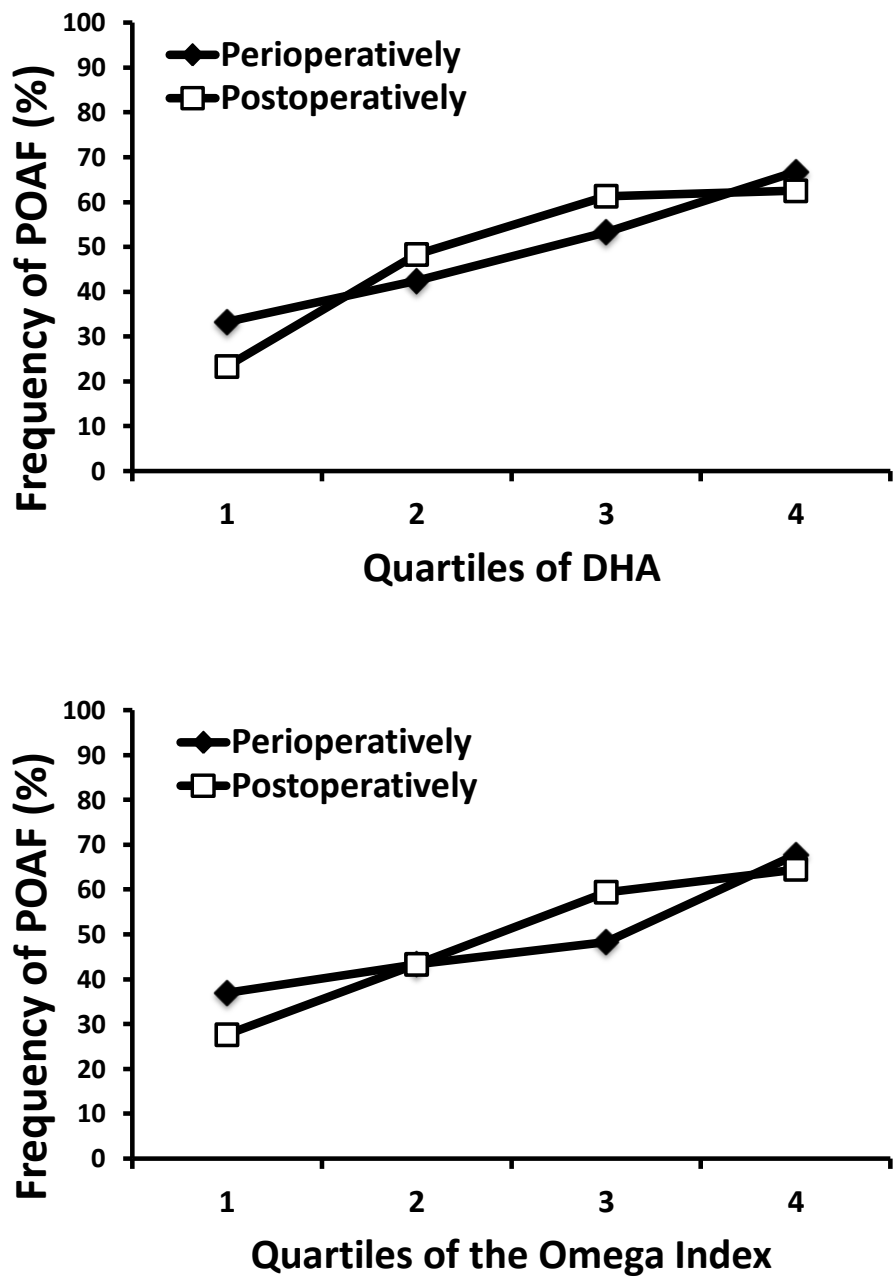 100
90
80
70
60
50
40
30
20
10
0
Frequency of POAF (%)
Perioperatively
Postoperatively
1 2 3 4
Quartiles of DHA
100
90
80
70
60
50
40
30
20
10
0
Frequency of POAF (%)
Perioperatively
Postoperatively
1 2 3 4
Quartiles of the Omega Index